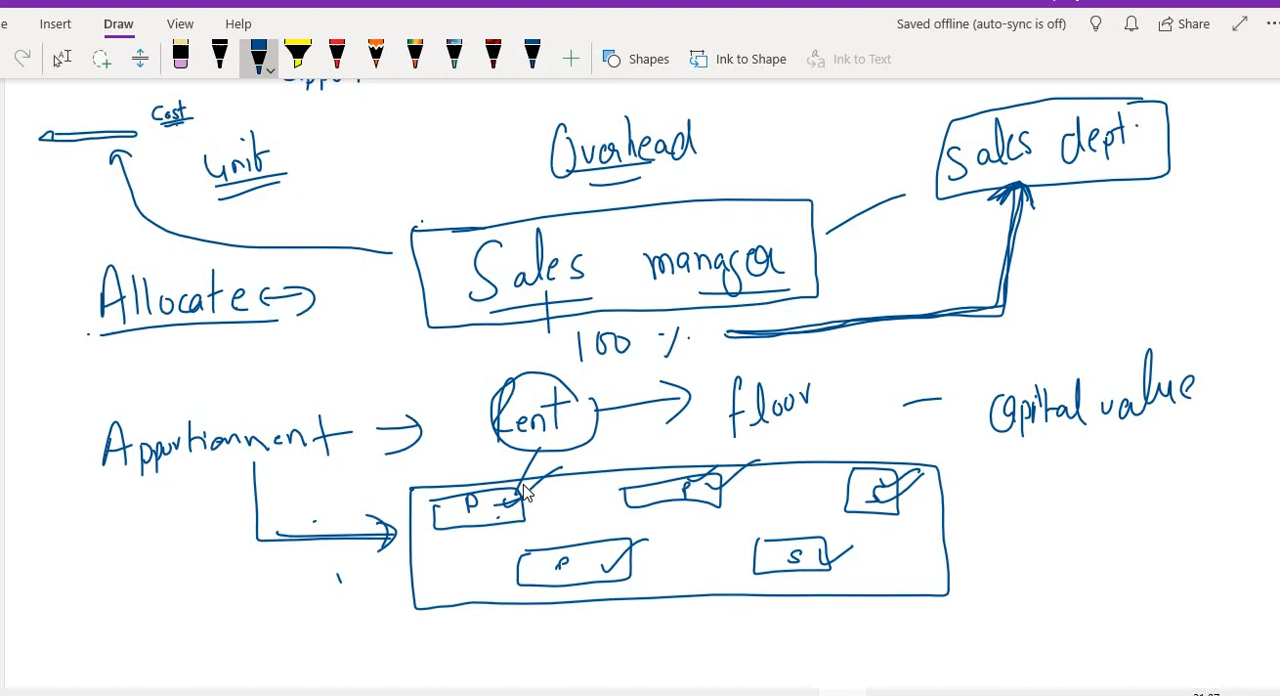 Insert Draw View Help Saved offline (auto-sync is off) Share
Shapes Ink to Shape Ink to Text
Cost
Unit Overhead Sales dept.
Sales manager
Allocate
100 %
Rent floor - Capital value
Apportionnent
P P S
P S